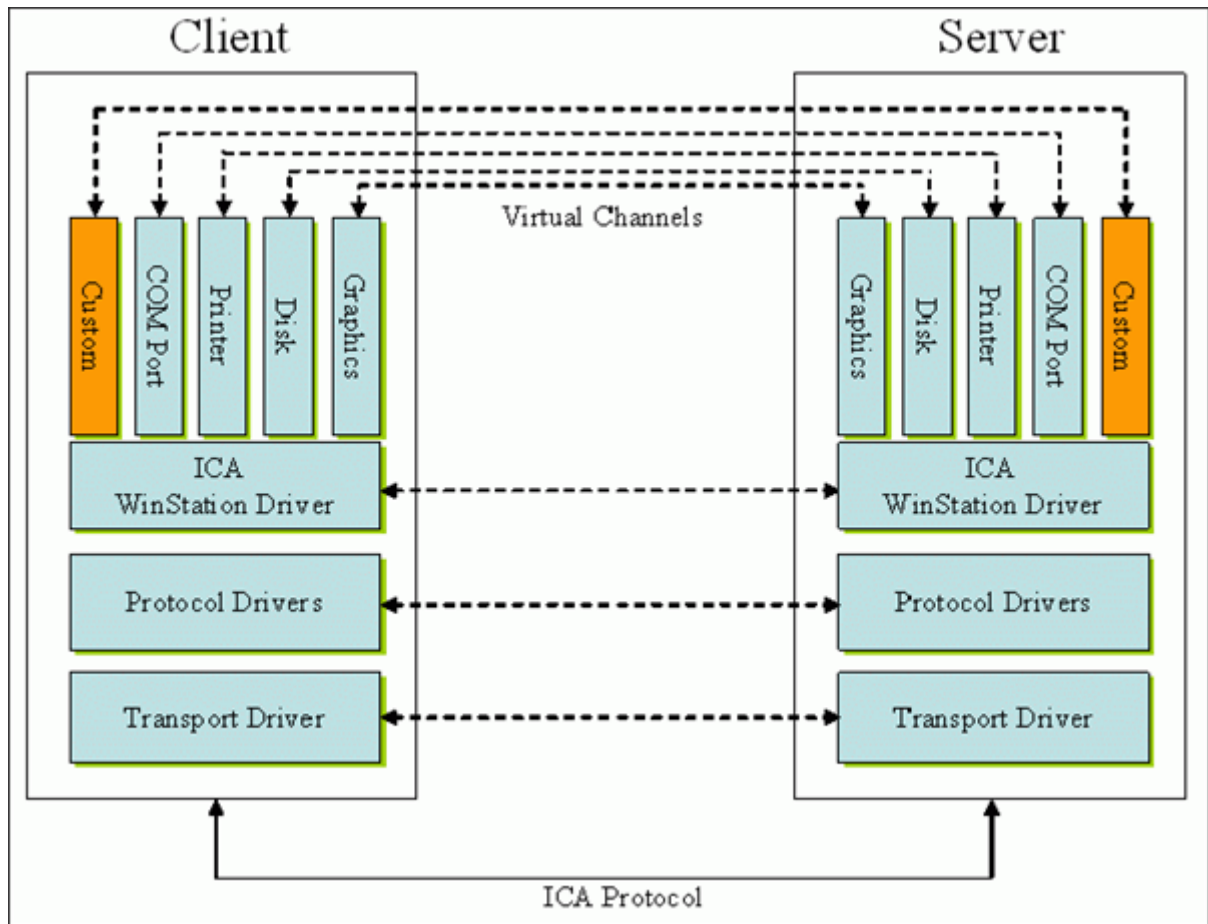 Client
Server
Virtual Channels
Custom
COM Port
Printer
Disk
Graphics
Graphics
Disk
Printer
COM Port
Custom
ICA
WinStation Driver
ICA
WinStation Driver
Protocol Drivers
Protocol Drivers
Transport Driver
Transport Driver
ICA Protocol